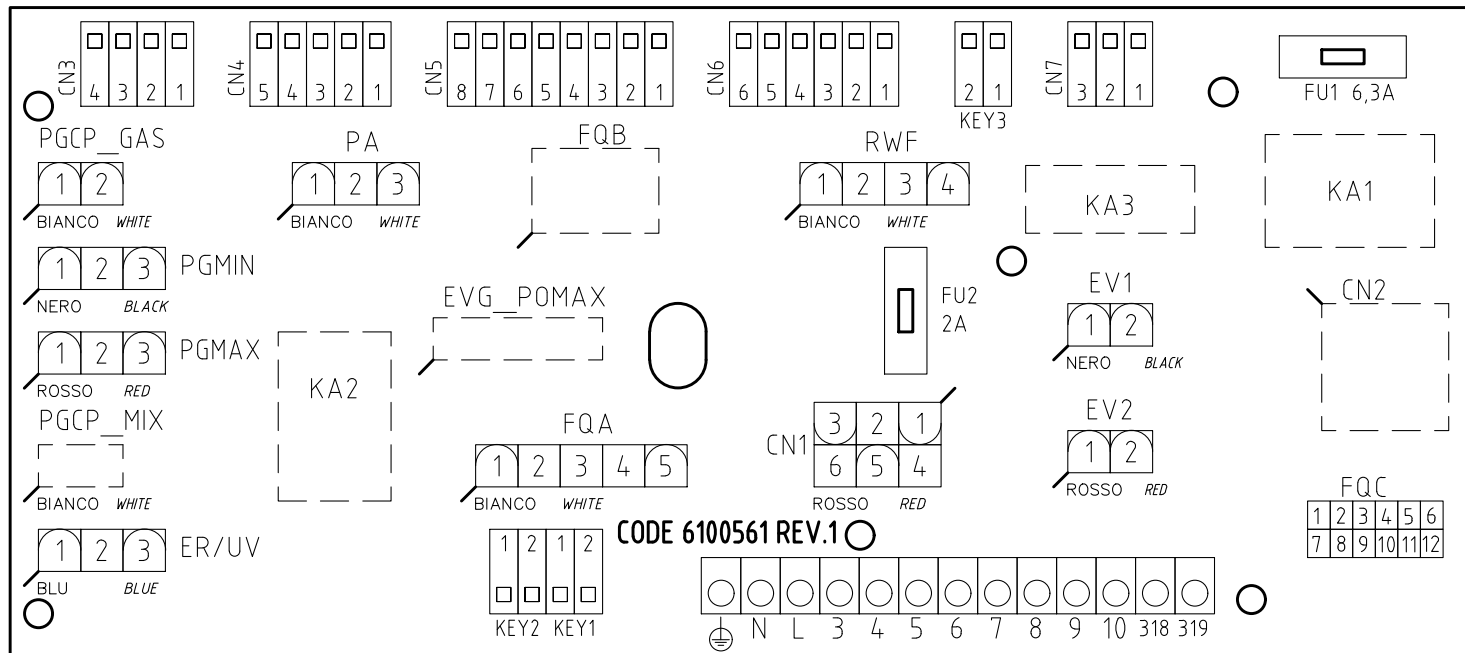 CN3 4 3 2 1
CN4 5 4 3 2 1
CN5 8 7 6 5 4 3 2 1
CN6 6 5 4 3 2 1
2 1
KEY3
CN7 3 2 1
FU1 6,3A
PGCP_GAS
1 2
BIANCO WHITE
PA
1 2 3
BIANCO WHITE
FQB
RWF
1 2 3 4
BIANCO WHITE
KA3
KA1
1 2 3 PGMIN
NERO BLACK
EVG_POMAX
FU2
2A
EV1
1 2
NERO BLACK
CN2
1 2 3 PGMAX
ROSSO RED
KA2
PGCP_MIX
BIANCO WHITE
FQA
1 2 3 4 5
BIANCO WHITE
CN1
3 2 1
6 5 4
ROSSO RED
EV2
1 2
ROSSO RED
FQC
1 2 3 4 5 6
7 8 9 10 11 12
1 2 3 ER/UV
BLU BLUE
CODE 6100561 REV.1
1 2 1 2
KEY2 KEY1
N L 3 4 5 6 7 8 9 10 318 319